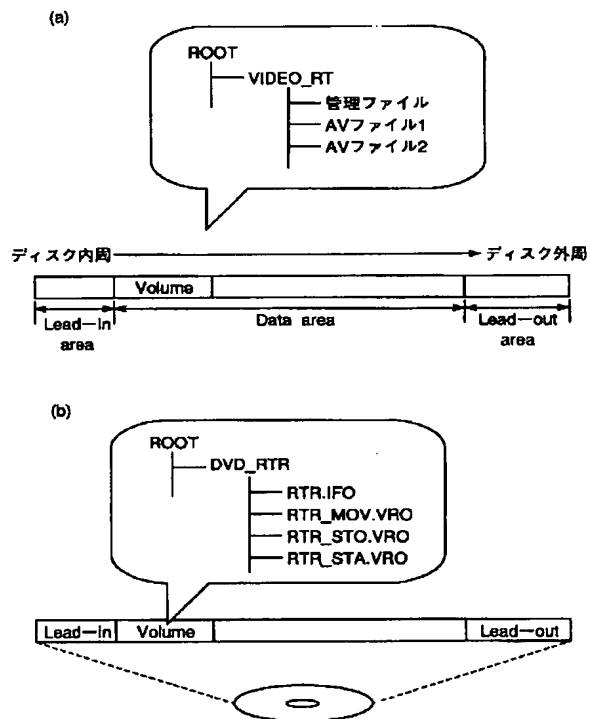 (a)
ROOT
VIDEO_RT
管理ファイル
AVファイル1
AVファイル2
ディスク内周
ディスク外周
Volume
Lead-in area
Data area
Lead-out area
(b)
ROOT
DVD_RTR
RTR.IFO
RTR_MOV.VRO
RTR_STO.VRO
RTR_STA.VRO
Lead-in
Volume
Lead-out